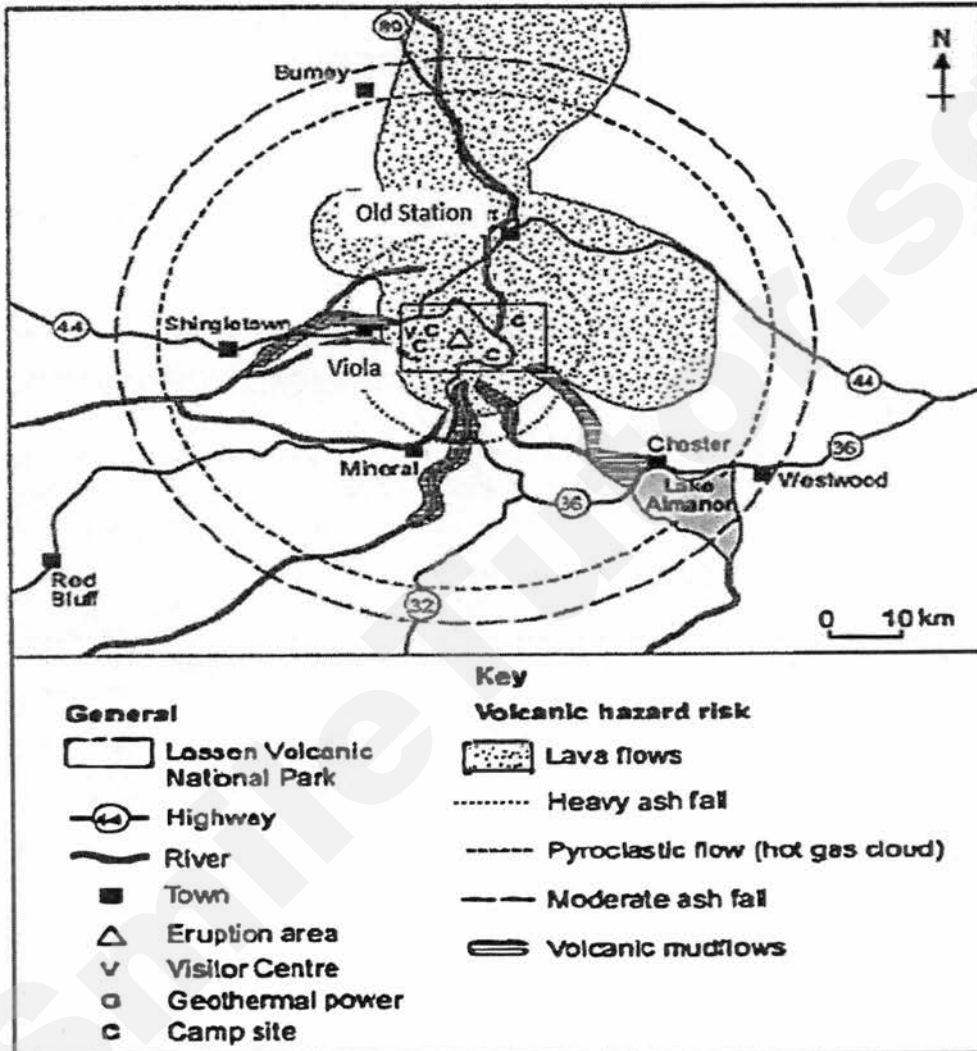 89
N
Burney
Old Station
44
Shingletown
V C
C
C
Viola
C
44
Mineral
Chester
36
Westwood
Lake
Almanor
36
Red
Bluff
32
0 10 km
Key
General
Volcanic hazard risk
Lassen Volcanic
National Park
Lava flows
Heavy ash fall
44
Highway
River
Pyroclastic flow (hot gas cloud)
Town
Moderate ash fall
Eruption area
Volcanic mudflows
V
Visitor Centre
G
Geothermal power
C
Camp site
SmileTutor.s